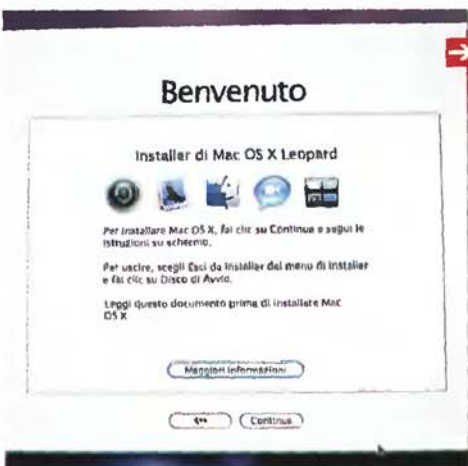 Benvenuto
Installer di Mac OS X Leopard
Per installare Mac OS X, fai clic su Continua e segui le
istruzioni su schermo.
Per uscire, scegli Esci da Installer dal menu di Installer
e fai clic su Disco di Avvio.
Leggi questo documento prima di installare Mac
OS X
Maggiori informazioni
Continua